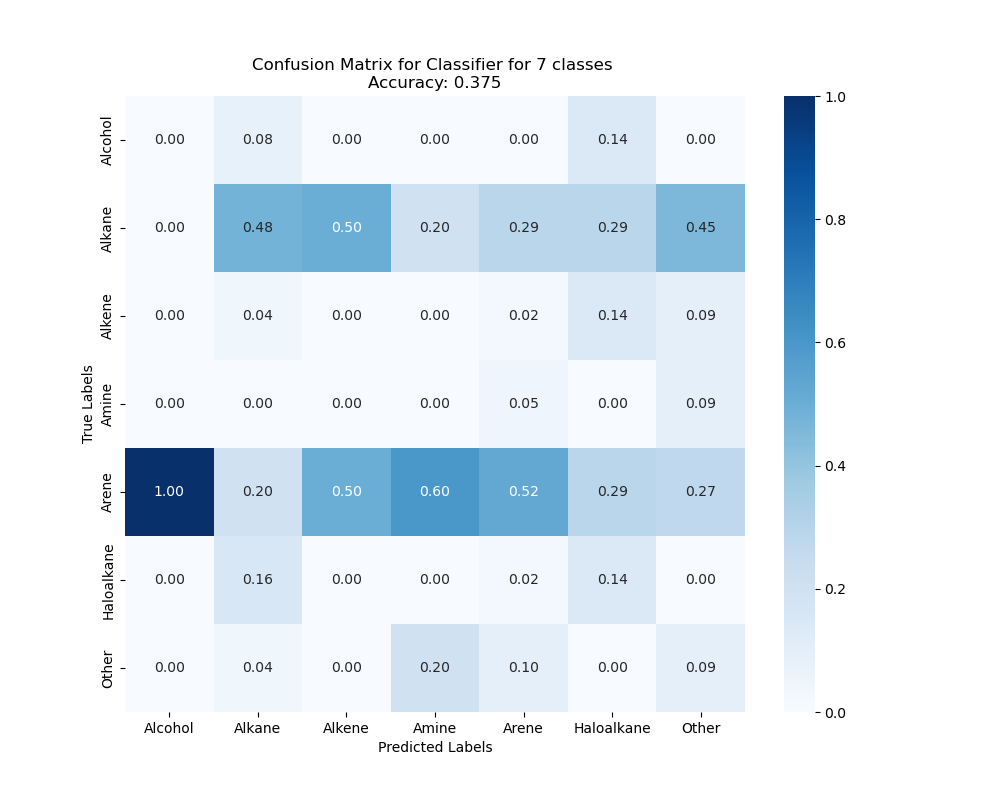 Confusion Matrix for Classifier for 7 classes
Accuracy: 0.375
True Labels
Alcohol 0.00 0.08 0.00 0.00 0.00 0.14 0.00
Alkane 0.00 0.48 0.50 0.20 0.29 0.29 0.45
Alkene 0.00 0.04 0.00 0.00 0.02 0.14 0.09
Amine 0.00 0.00 0.00 0.00 0.05 0.00 0.09
Arene 1.00 0.20 0.50 0.60 0.52 0.29 0.27
Haloalkane 0.00 0.16 0.00 0.00 0.02 0.14 0.00
Other 0.00 0.04 0.00 0.20 0.10 0.00 0.09
Alcohol Alkane Alkene Amine Arene Haloalkane Other
Predicted Labels
1.0
0.8
0.6
0.4
0.2
0.0